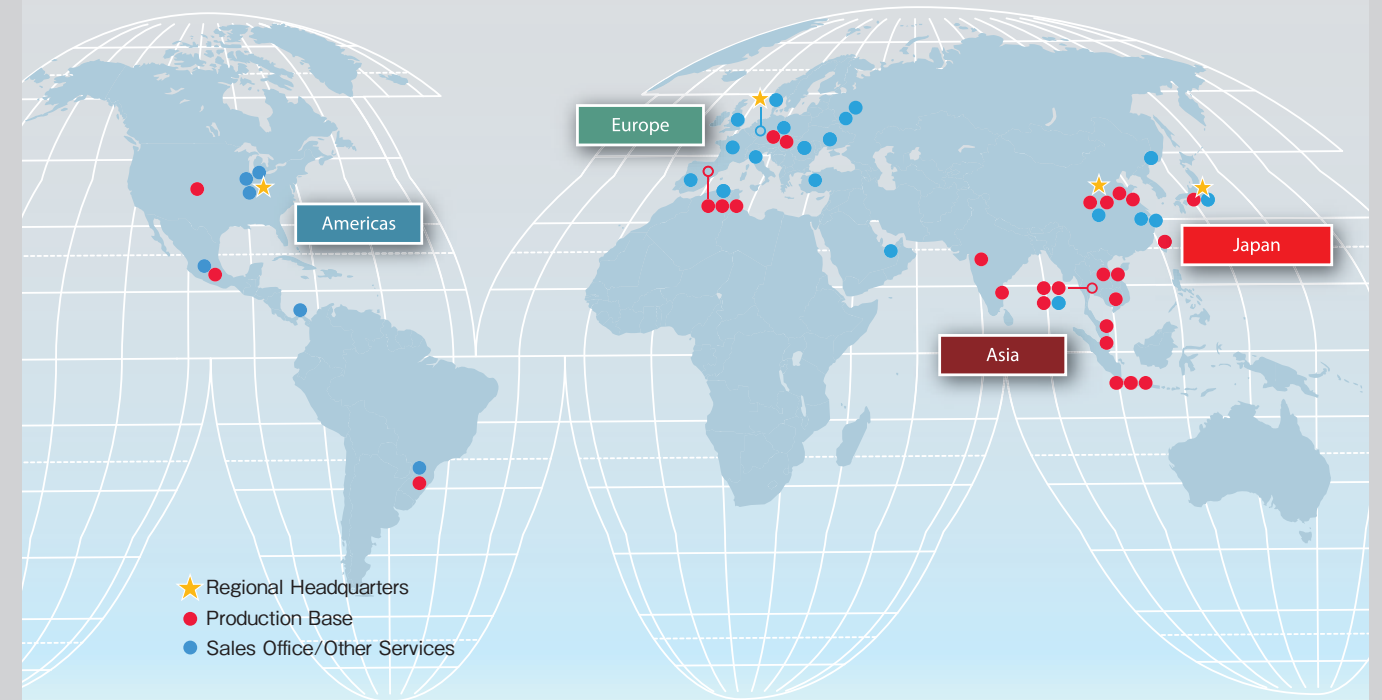 Europe
Americas
Japan
Asia
Regional Headquarters
Production Base
Sales Office/Other Services